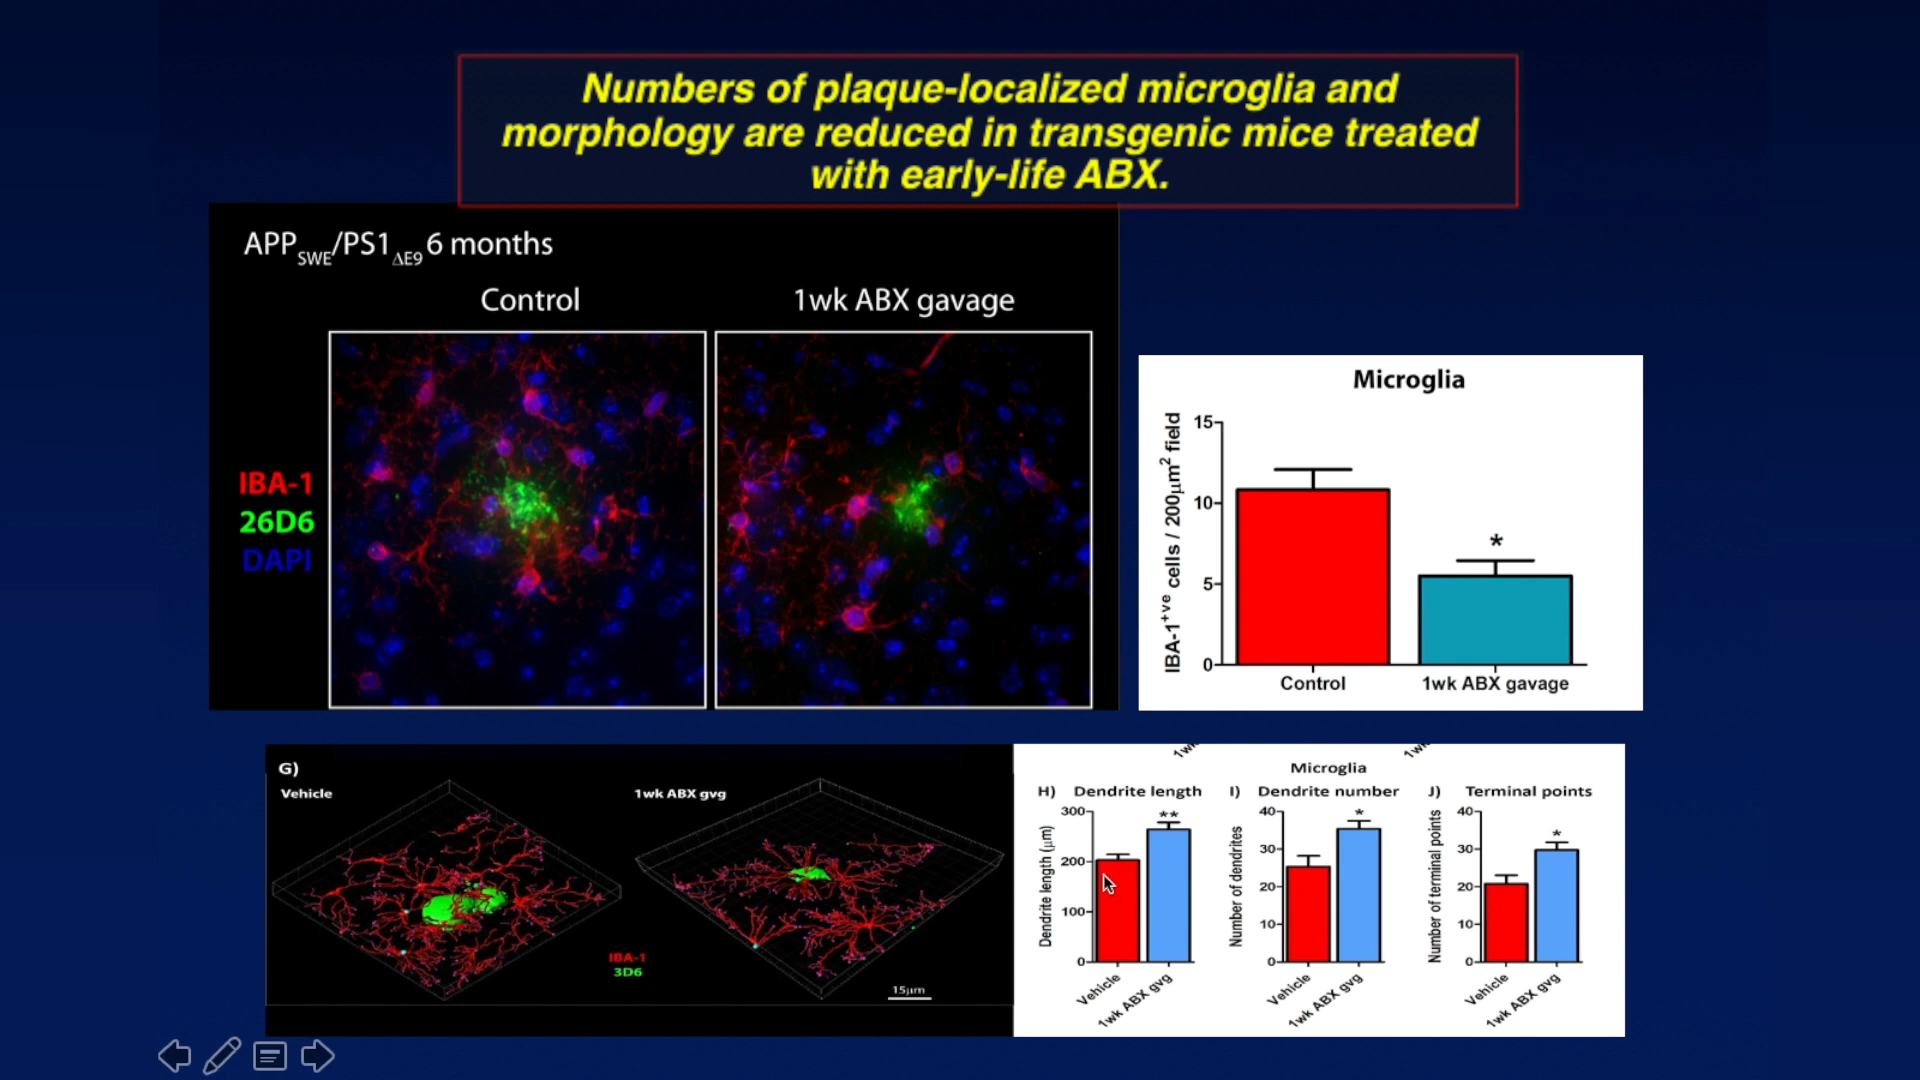 Numbers of plaque-localized microglia and
morphology are reduced in transgenic mice treated
with early-life ABX.
APPSWE/PS1ΔE9 6 months
Control
1wk ABX gavage
IBA-1
26D6
DAPI
Microglia
IBA-1+ve cells / 200μm2 field
15
10
5
0
*
Control
1wk ABX gavage
G)
Vehicle
1wk ABX gvg
IBA-1
3D6
15μm
1wk
1wk
Microglia
H) Dendrite length
Dendrite length (μm)
300
200
100
0
**
Vehicle
1wk ABX gvg
I) Dendrite number
Number of dendrites
40
30
20
10
0
*
Vehicle
1wk ABX gvg
J) Terminal points
Number of terminal points
40
30
20
10
0
*
Vehicle
1wk ABX gvg